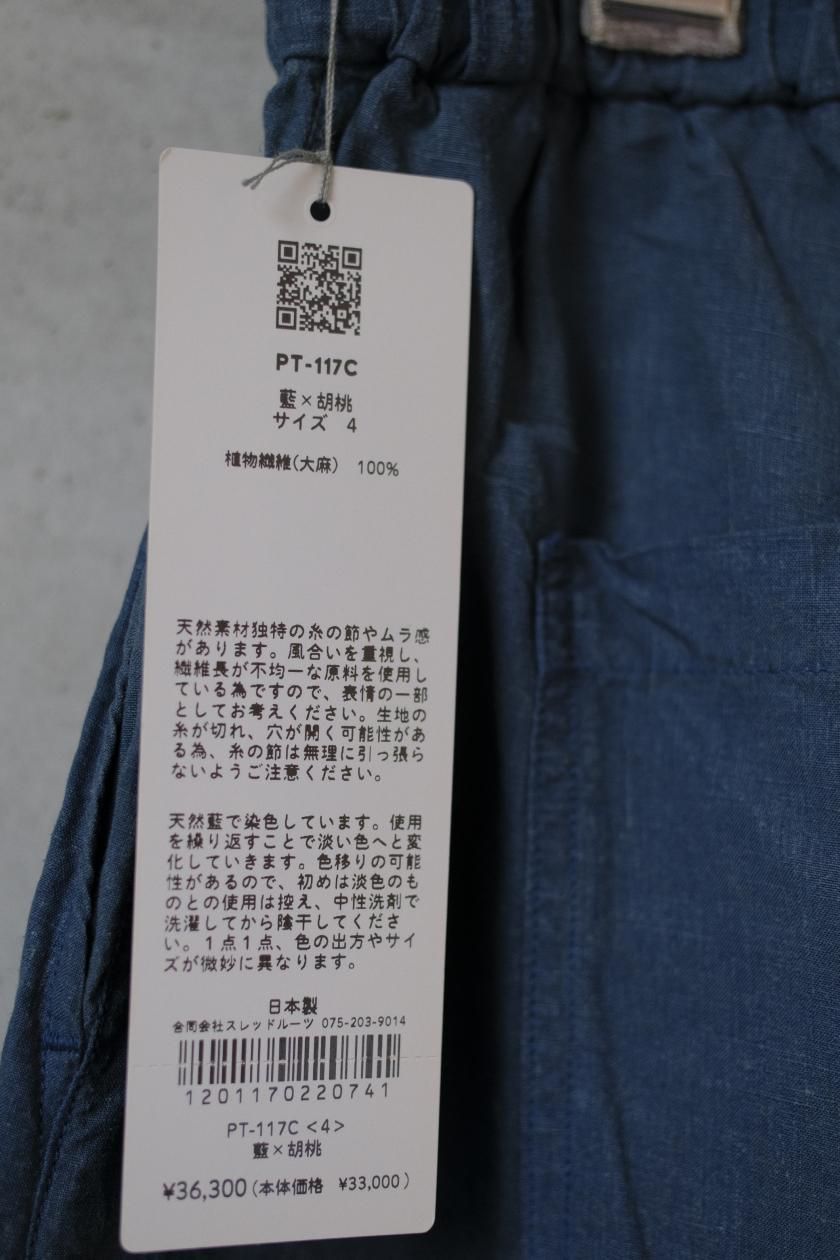 PT-117C
藍×胡桃
サイズ 4
植物繊維(大麻) 100%
天然素材独特の糸の節やムラ感
があります。風合いを重視し、
繊維長が不均一な原料を使用し
ている為ですので、表情の一部
としてお考えください。生地の
糸が切れ、穴が開く可能性があ
る為、糸の節は無理に引っ張ら
ないようご注意ください。
天然藍で染色しています。使用
を繰り返すことで淡い色へと変
化していきます。色移りの可能
性があるので、初めは淡色のも
のとの使用は控え、中性洗剤で
洗濯してから陰干してくださ
い。1点1点、色の出方やサイ
ズが微妙に異なります。
日本製
合同会社スレッドルーツ 075-203-9014
1201170220741
PT-117C <4>
藍×胡桃
¥36,300(本体価格 ¥33,000)